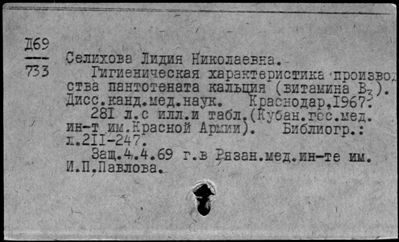 Д69
733
Селихова Лидия Николаевна.
Гигиеническая характеристика производ
ства пантотената кальция (витамина В3).
Дисс.канд.мед.наук. Краснодар,1967.
281 л.с илл.и табл.(Кубан.гос.мед.
ин-т им.Красной Армии). Библиогр.:
л.211-247.
Защ.4.4.69 г.в Рязан.мед.ин-те им.
И.П.Павлова.